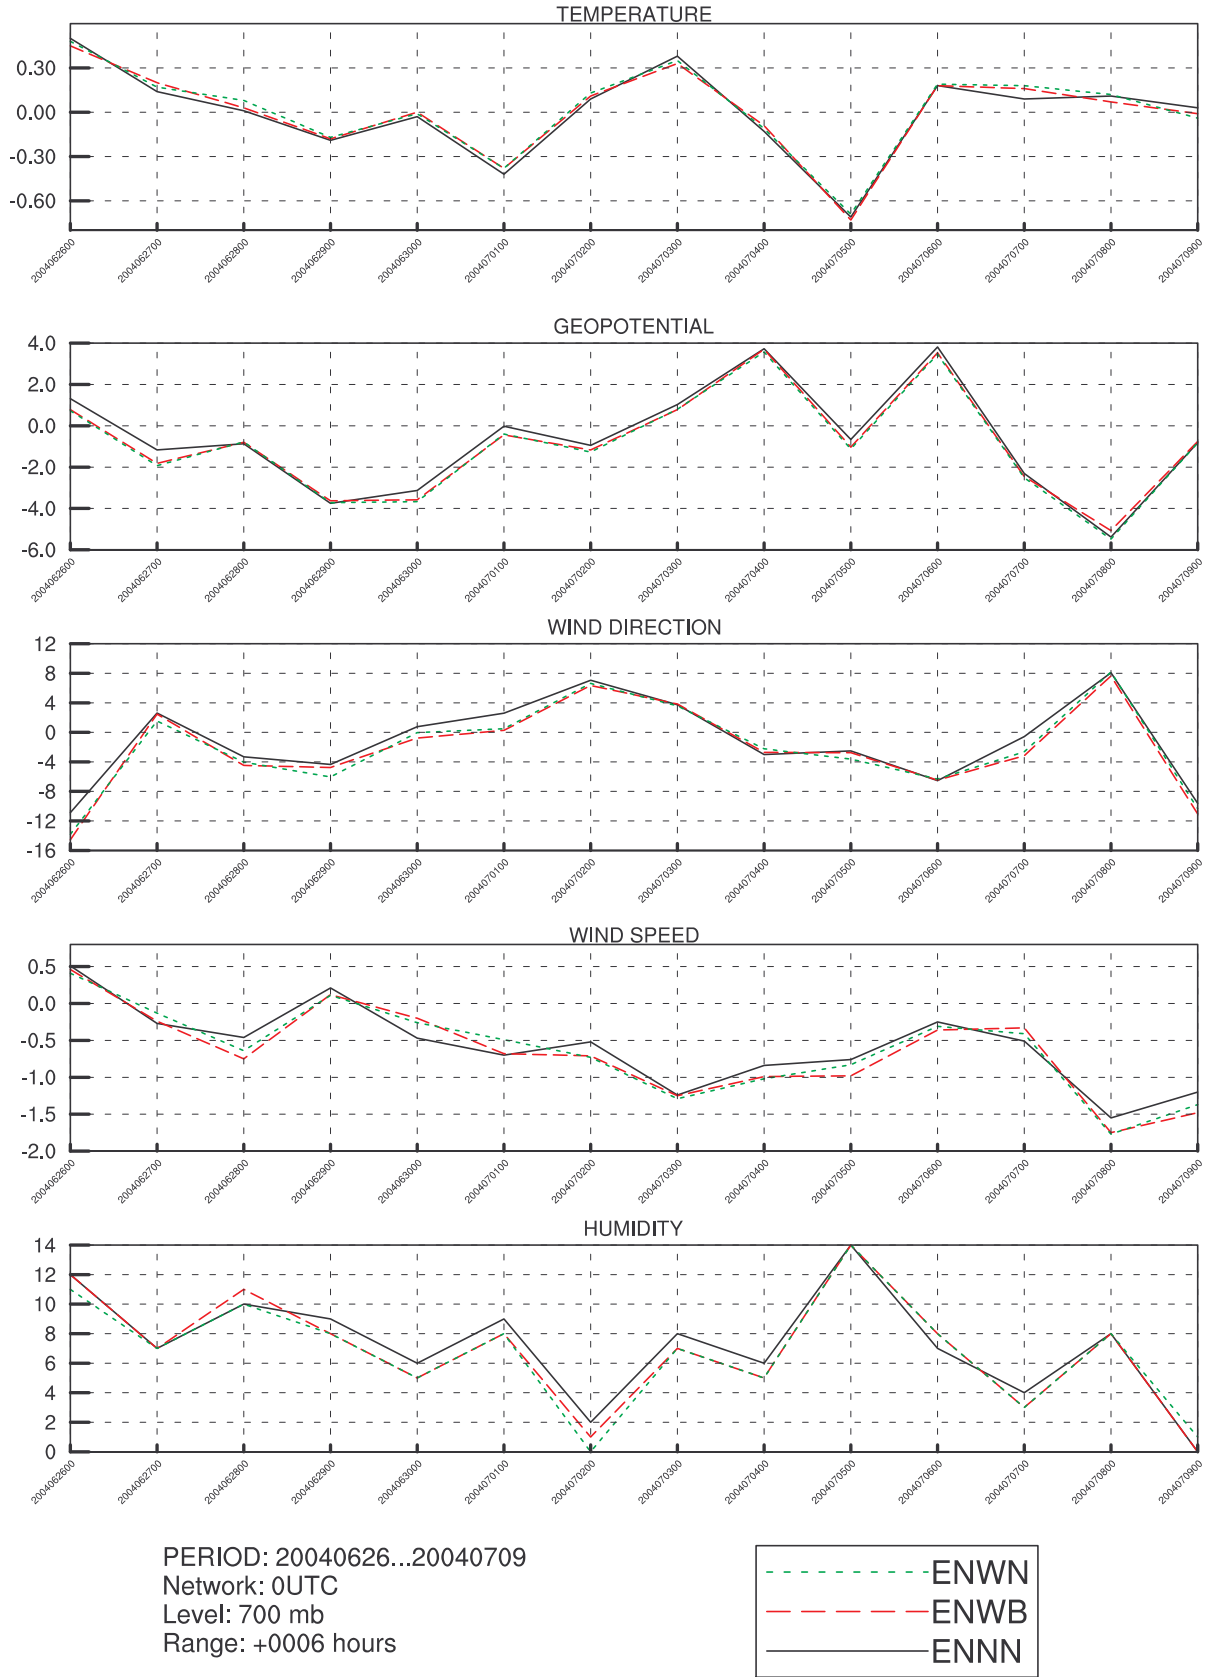 TEMPERATURE
0.30
0.00
-0.30
-0.60
2004062600 2004062700 2004062800 2004062900 2004063000 2004070100 2004070200 2004070300 2004070400 2004070500 2004070600 2004070700 2004070800 2004070900
GEOPOTENTIAL
4.0
2.0
0.0
-2.0
-4.0
-6.0
2004062600 2004062700 2004062800 2004062900 2004063000 2004070100 2004070200 2004070300 2004070400 2004070500 2004070600 2004070700 2004070800 2004070900
WIND DIRECTION
12
8
4
0
-4
-8
-12
-16
2004062600 2004062700 2004062800 2004062900 2004063000 2004070100 2004070200 2004070300 2004070400 2004070500 2004070600 2004070700 2004070800 2004070900
WIND SPEED
0.5
0.0
-0.5
-1.0
-1.5
-2.0
2004062600 2004062700 2004062800 2004062900 2004063000 2004070100 2004070200 2004070300 2004070400 2004070500 2004070600 2004070700 2004070800 2004070900
HUMIDITY
14
12
10
8
6
4
2
0
2004062600 2004062700 2004062800 2004062900 2004063000 2004070100 2004070200 2004070300 2004070400 2004070500 2004070600 2004070700 2004070800 2004070900
PERIOD: 20040626...20040709
Network: 0UTC
Level: 700 mb
Range: +0006 hours
ENWN
ENWB
ENNN